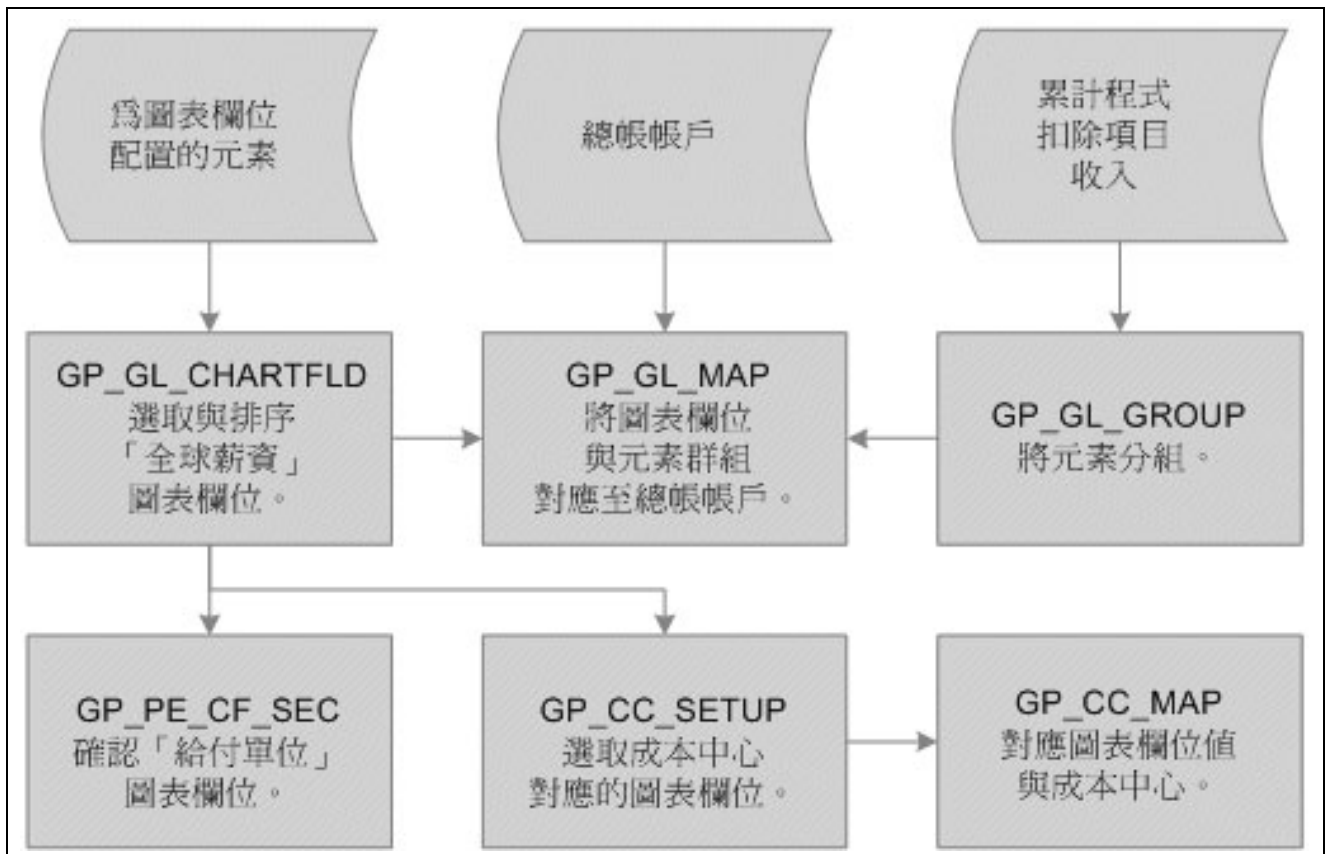 爲圖表欄位
配置的元素
總帳帳戶
累計程式
扣除項目
收入
GP_GL_CHARTFLD
選取與排序
「全球薪資」
圖表欄位。
GP_GL_MAP
將圖表欄位
與元素群組
對應至總帳帳戶。
GP_GL_GROUP
將元素分組。
GP_PE_CF_SEC
確認「給付單位」
圖表欄位。
GP_CC_SETUP
選取成本中心
對應的圖表欄位。
GP_CC_MAP
對應圖表欄位值
與成本中心。